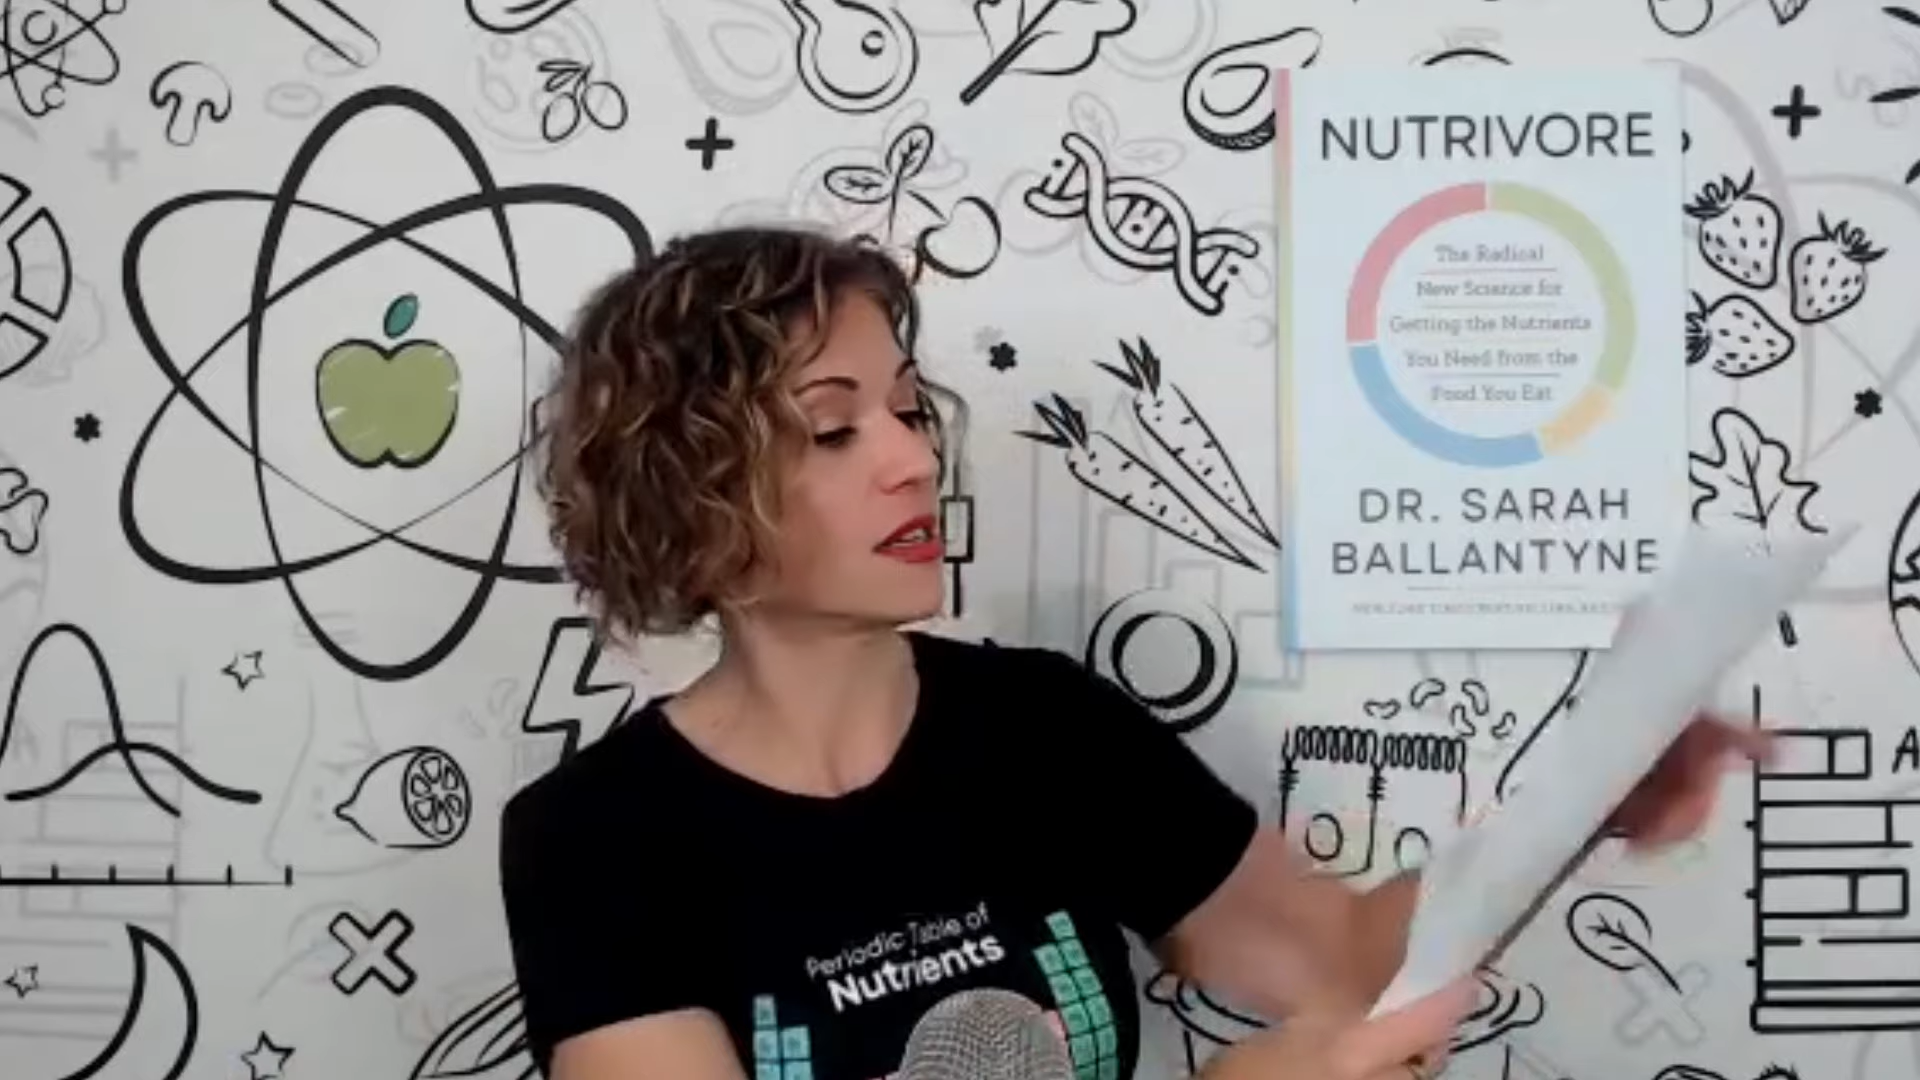 NUTRIVORE
The Radical
New Science for
Getting the Nutrients
You Need from the
Food You Eat
DR. SARAH
BALLANTYNE
Periodic Table of
Nutrients
A